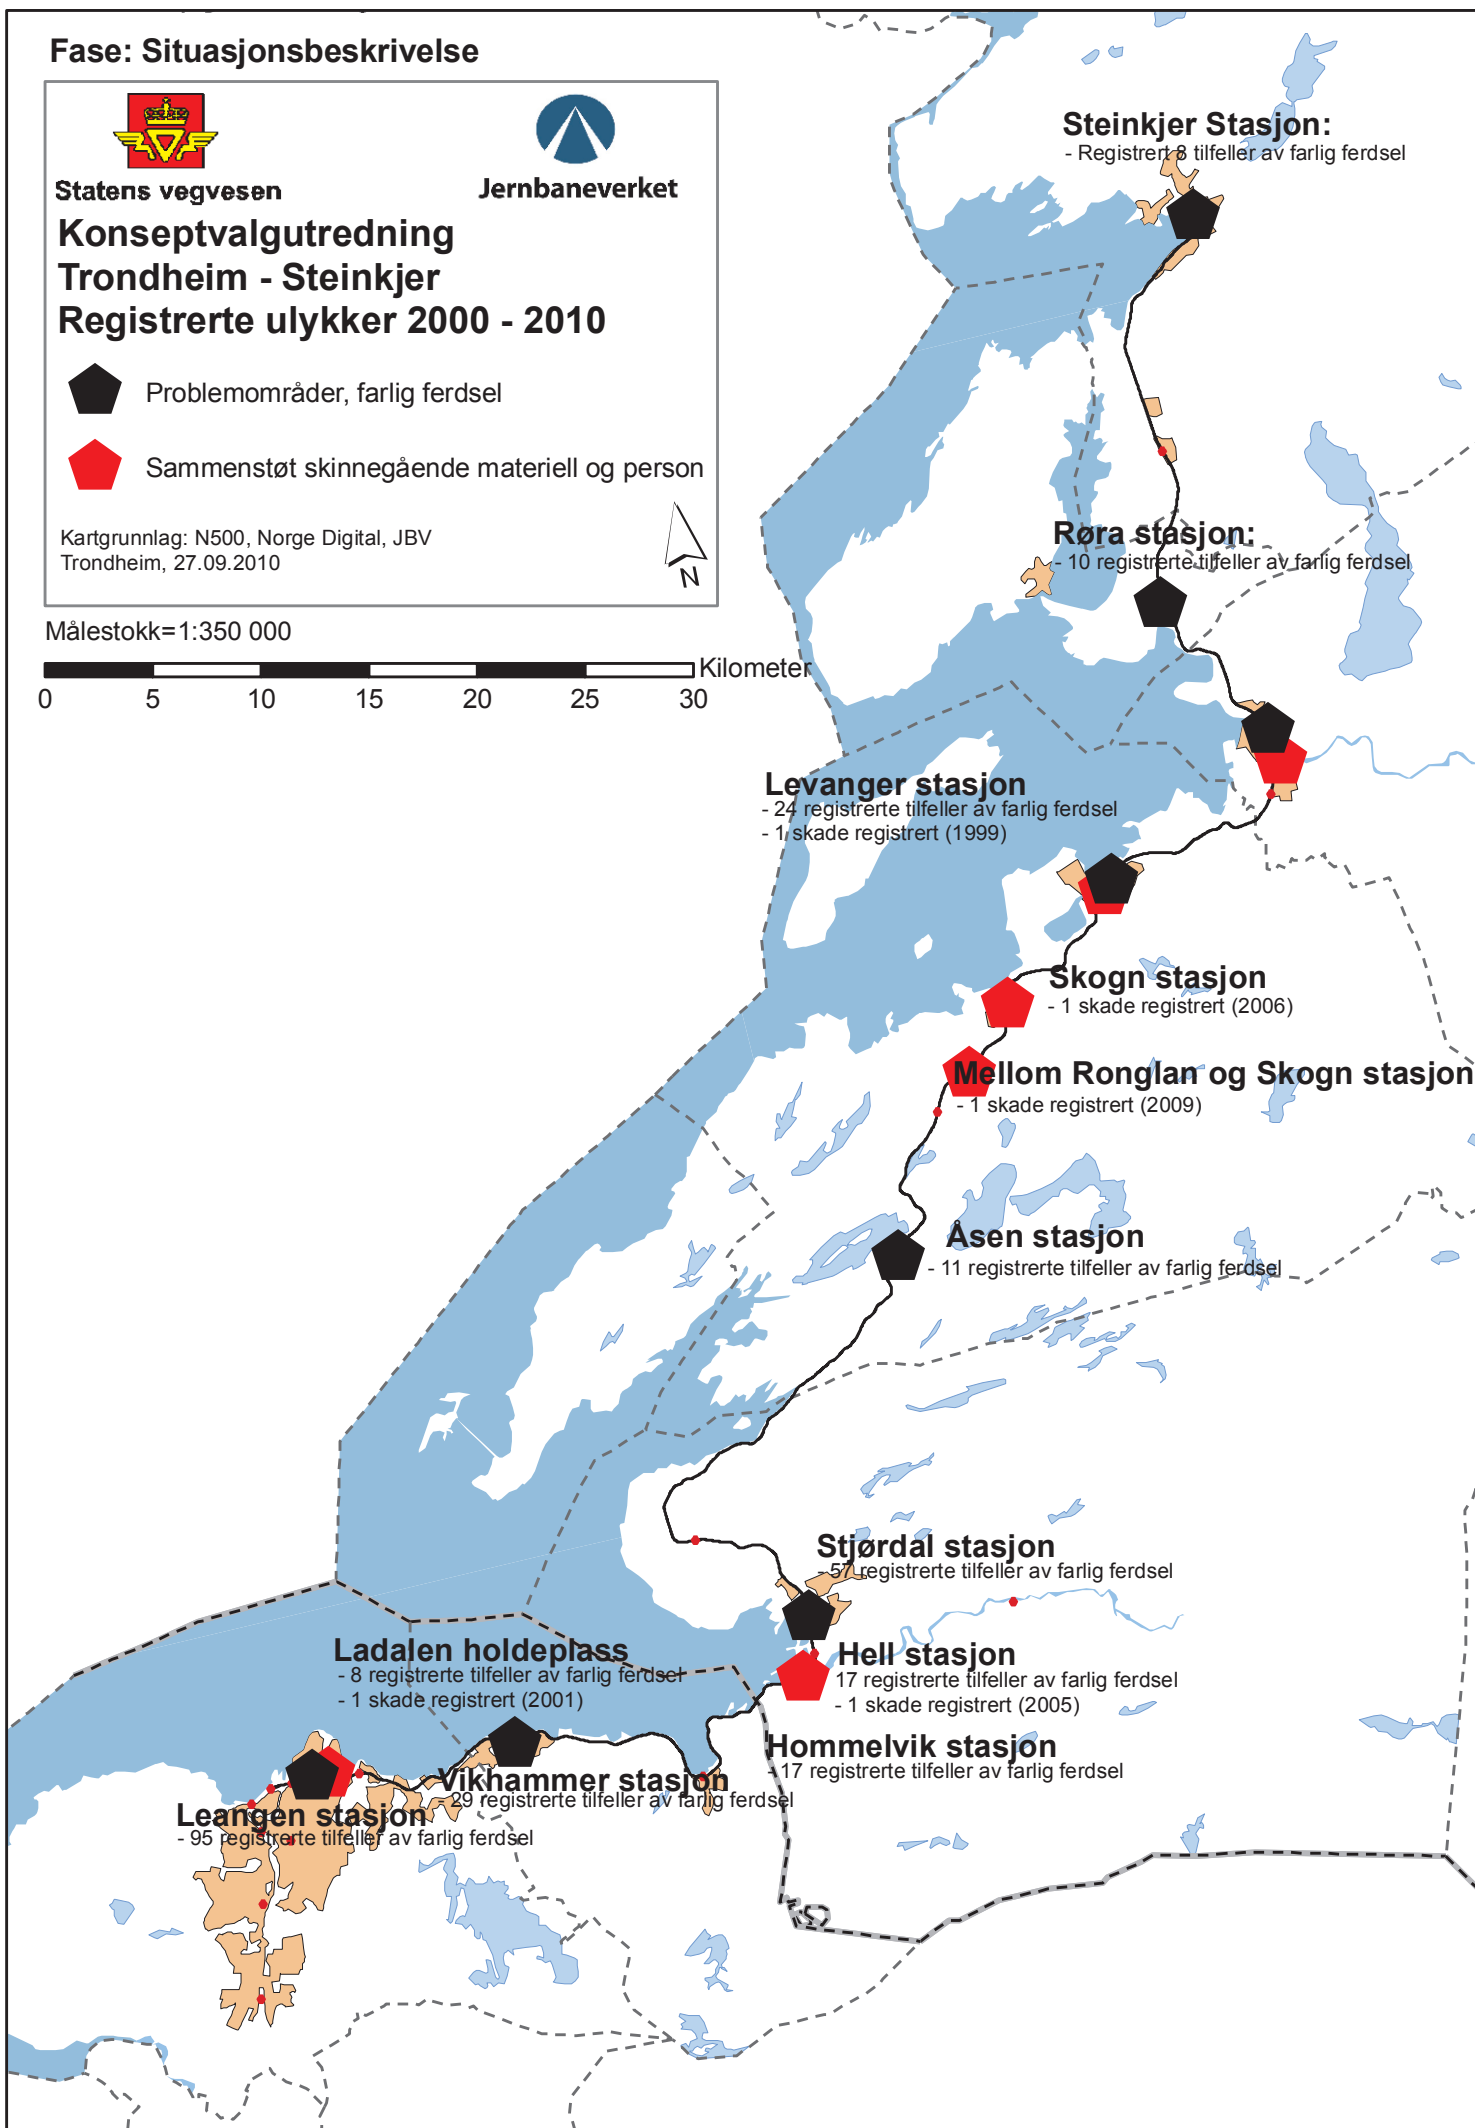 Fase: Situasjonsbeskrivelse
Statens vegvesen
Jernbaneverket
Konseptvalgutredning
Trondheim - Steinkjer
Registrerte ulykker 2000 - 2010
Problemområder, farlig ferdsel
Sammenstøt skinnegående materiell og person
Kartgrunnlag: N500, Norge Digital, JBV
Trondheim, 27.09.2010
N
Målestokk=1:350 000
Kilometer
0 5 10 15 20 25 30
Steinkjer Stasjon:
- Registrert 8 tilfeller av farlig ferdsel
Røra stasjon:
- 10 registrerte tilfeller av farlig ferdsel
Levanger stasjon
- 24 registrerte tilfeller av farlig ferdsel
- 1 skade registrert (1999)
Skogn stasjon
- 1 skade registrert (2006)
Mellom Ronglan og Skogn stasjon
- 1 skade registrert (2009)
Åsen stasjon
- 11 registrerte tilfeller av farlig ferdsel
Stjørdal stasjon
- 57 registrerte tilfeller av farlig ferdsel
Hell stasjon
17 registrerte tilfeller av farlig ferdsel
- 1 skade registrert (2005)
Ladalen holdeplass
- 8 registrerte tilfeller av farlig ferdsel
- 1 skade registrert (2001)
Hommelvik stasjon
- 17 registrerte tilfeller av farlig ferdsel
Vikhammer stasjon
- 29 registrerte tilfeller av farlig ferdsel
Leangen stasjon
- 95 registrerte tilfeller av farlig ferdsel